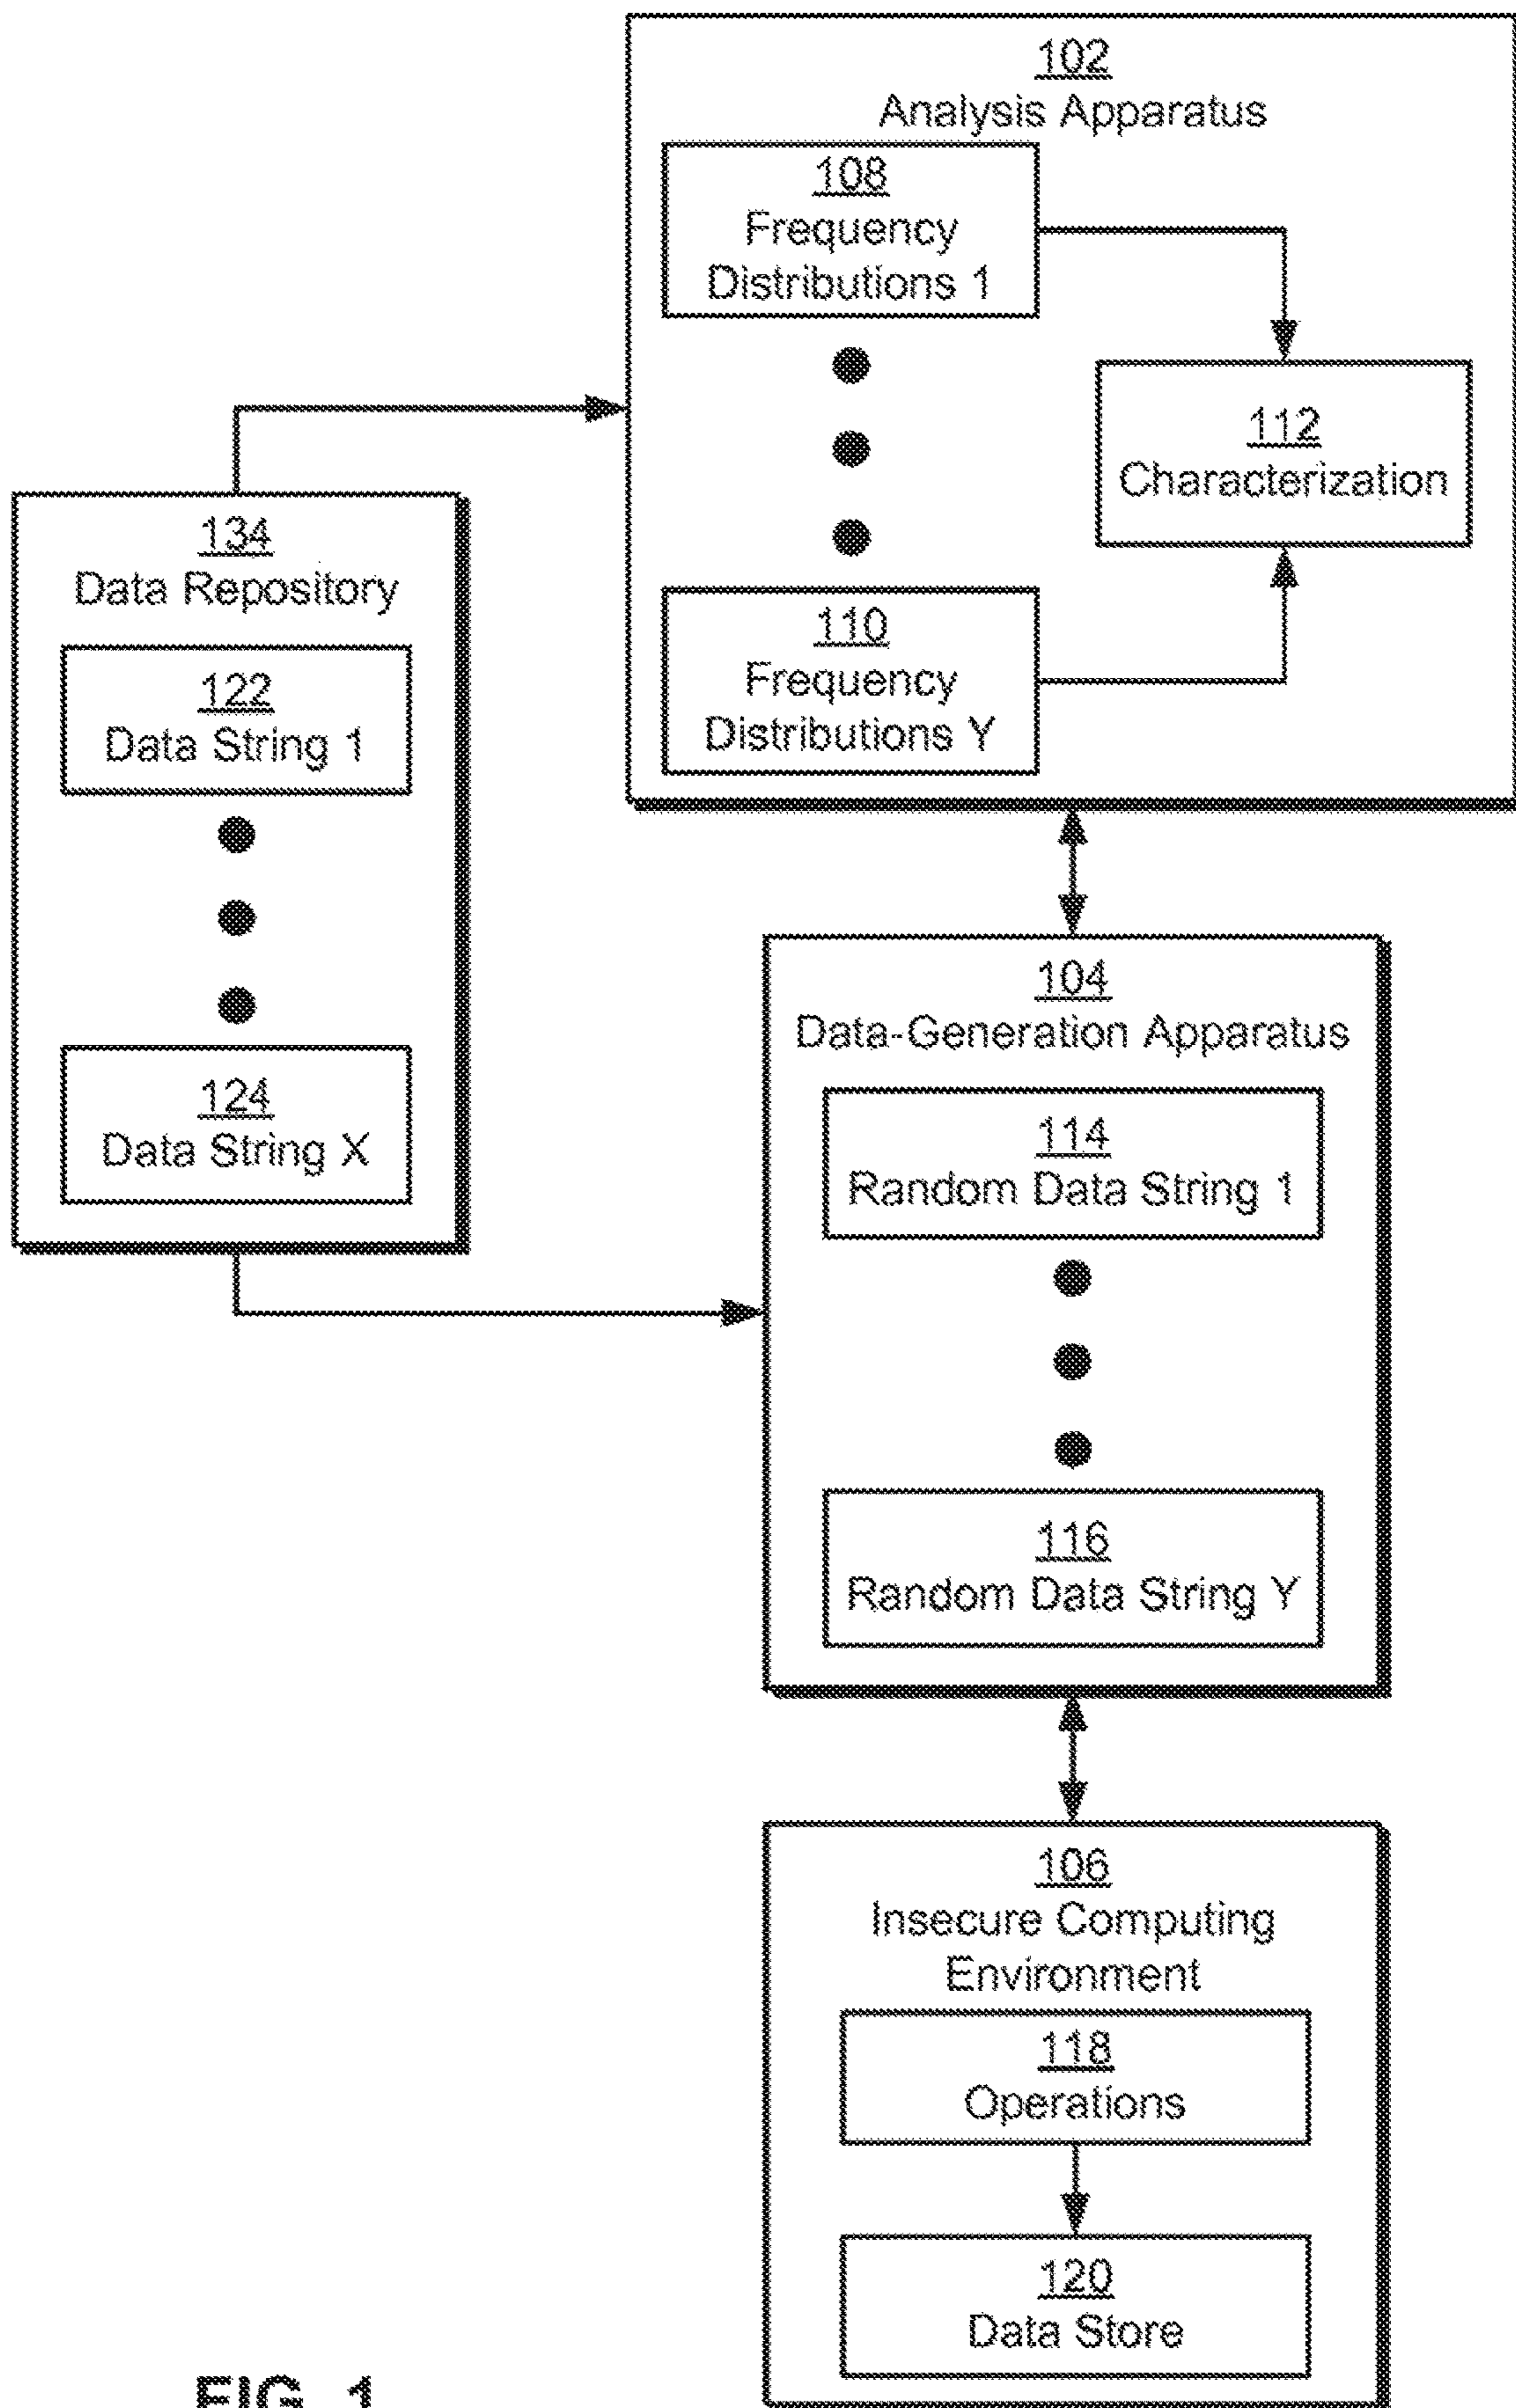 102
Analysis Apparatus
108
Frequency
Distributions 1
112
Characterization
110
Frequency
Distributions Y
134
Data Repository
122
Data String 1
124
Data String X
104
Data-Generation Apparatus
114
Random Data String 1
116
Random Data String Y
106
Insecure Computing
Environment
118
Operations
120
Data Store
FIG. 1